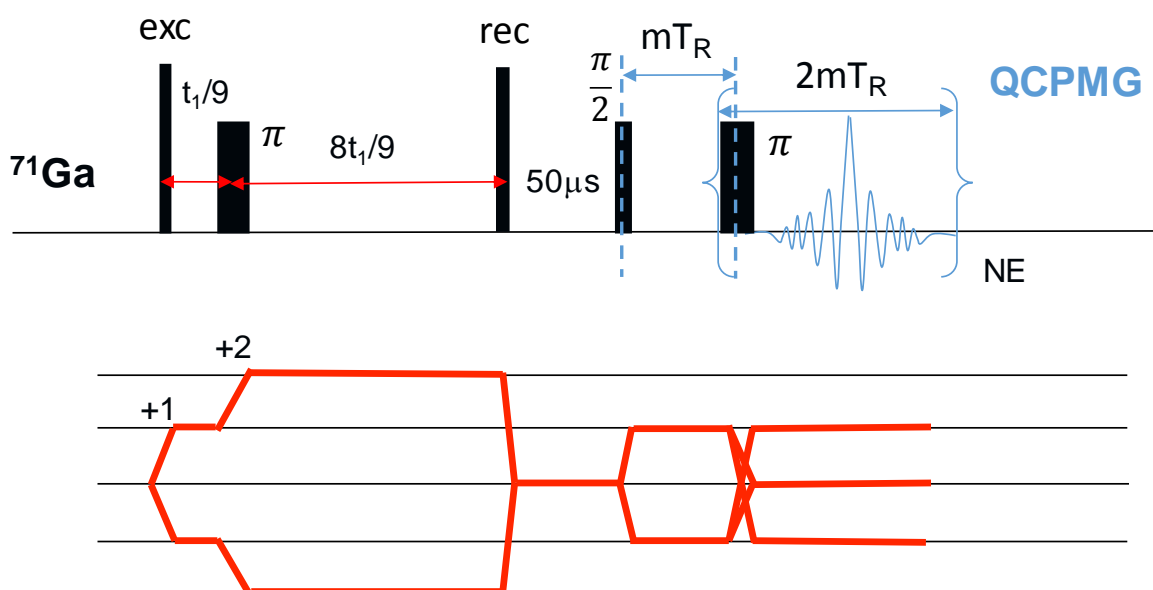 exc
rec
mT_R
t₁/9
π/2
2mT_R
QCPMG
π
8t₁/9
π
⁷¹Ga
50μs
NE
+2
+1